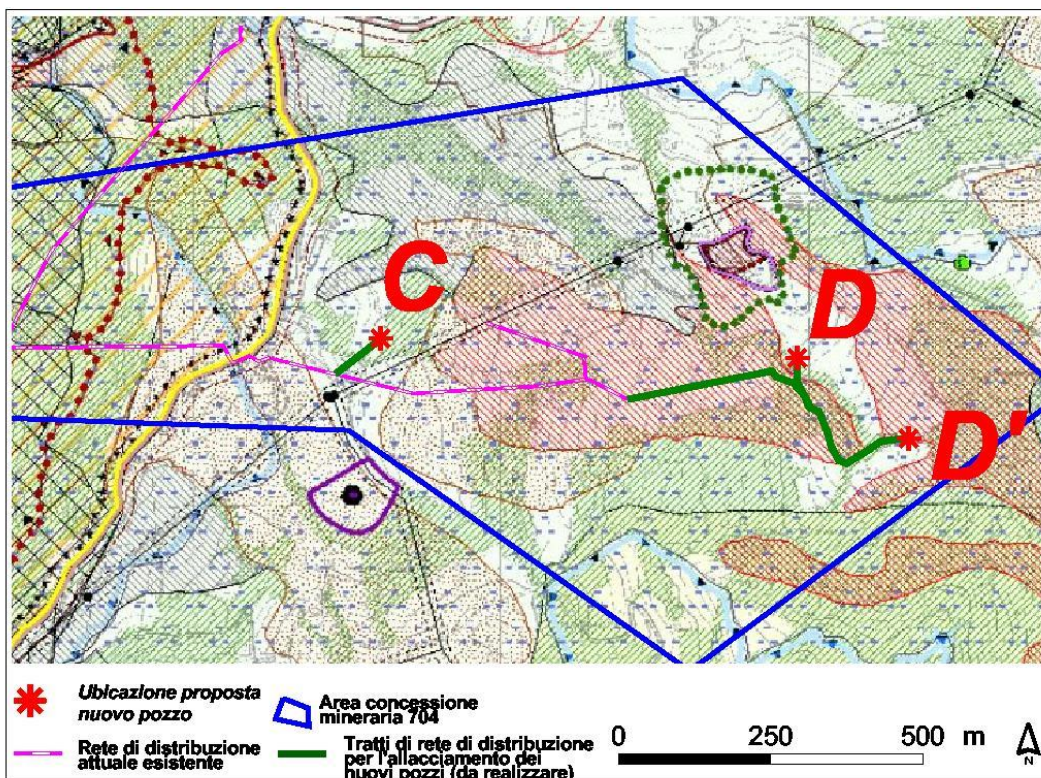 C
D
D'
Ubicazione proposta
nuovo pozzo
Area concessione
mineraria 704
Rete di distribuzione
attuale esistente
Tratti di rete di distribuzione
per l'allacciamento dei
nuovi pozzi (da realizzare)
0 250 500 m
N